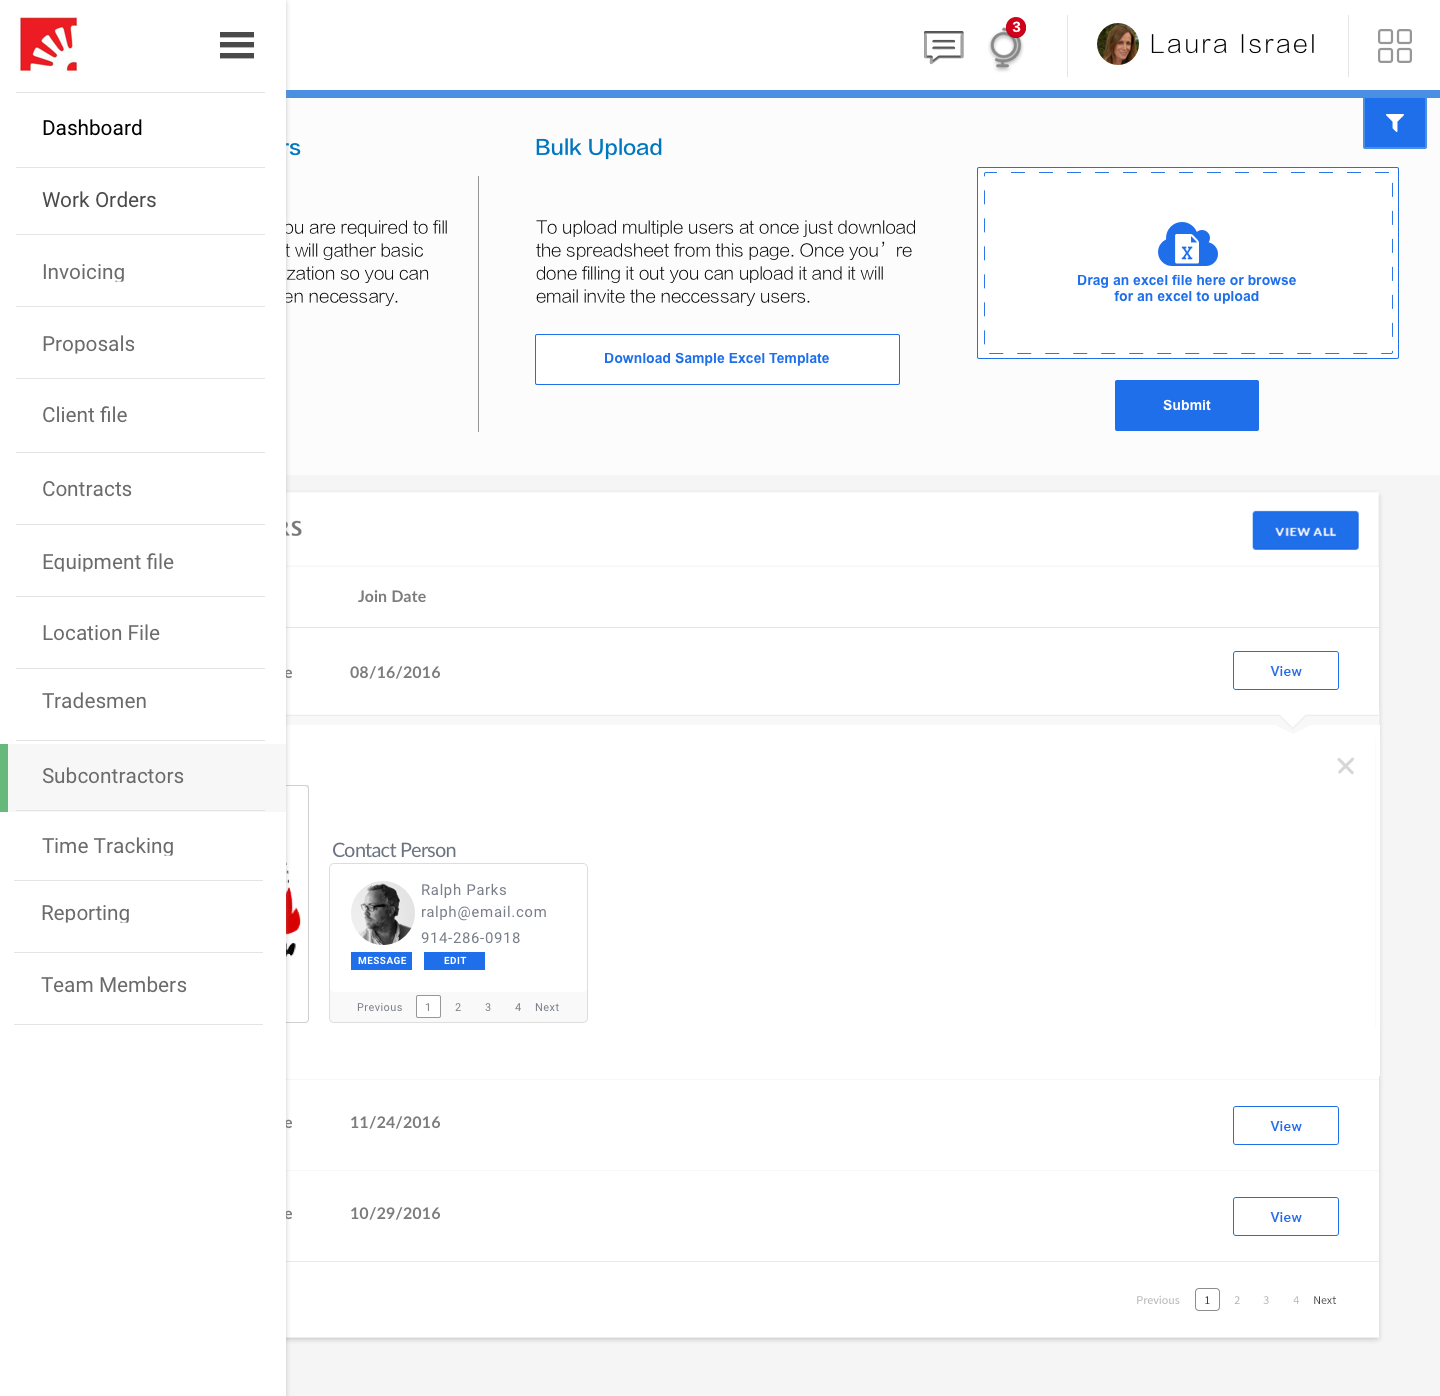 3
Laura Israel
Dashboard
Work Orders
Invoicing
Proposals
Client file
Contracts
Equipment file
Location File
Tradesmen
Subcontractors
Time Tracking
Reporting
Team Members
rs
ou are required to fill
t will gather basic
zation so you can
en necessary.
Bulk Upload
To upload multiple users at once just download
the spreadsheet from this page. Once you’re
done filling it out you can upload it and it will
email invite the neccessary users.
Download Sample Excel Template
X
Drag an excel file here or browse
for an excel to upload
Submit
RS
VIEW ALL
Join Date
e 08/16/2016 View
Contact Person
Ralph Parks
ralph@email.com
914-286-0918
MESSAGE EDIT
Previous 1 2 3 4 Next
e 11/24/2016 View
e 10/29/2016 View
Previous 1 2 3 4 Next